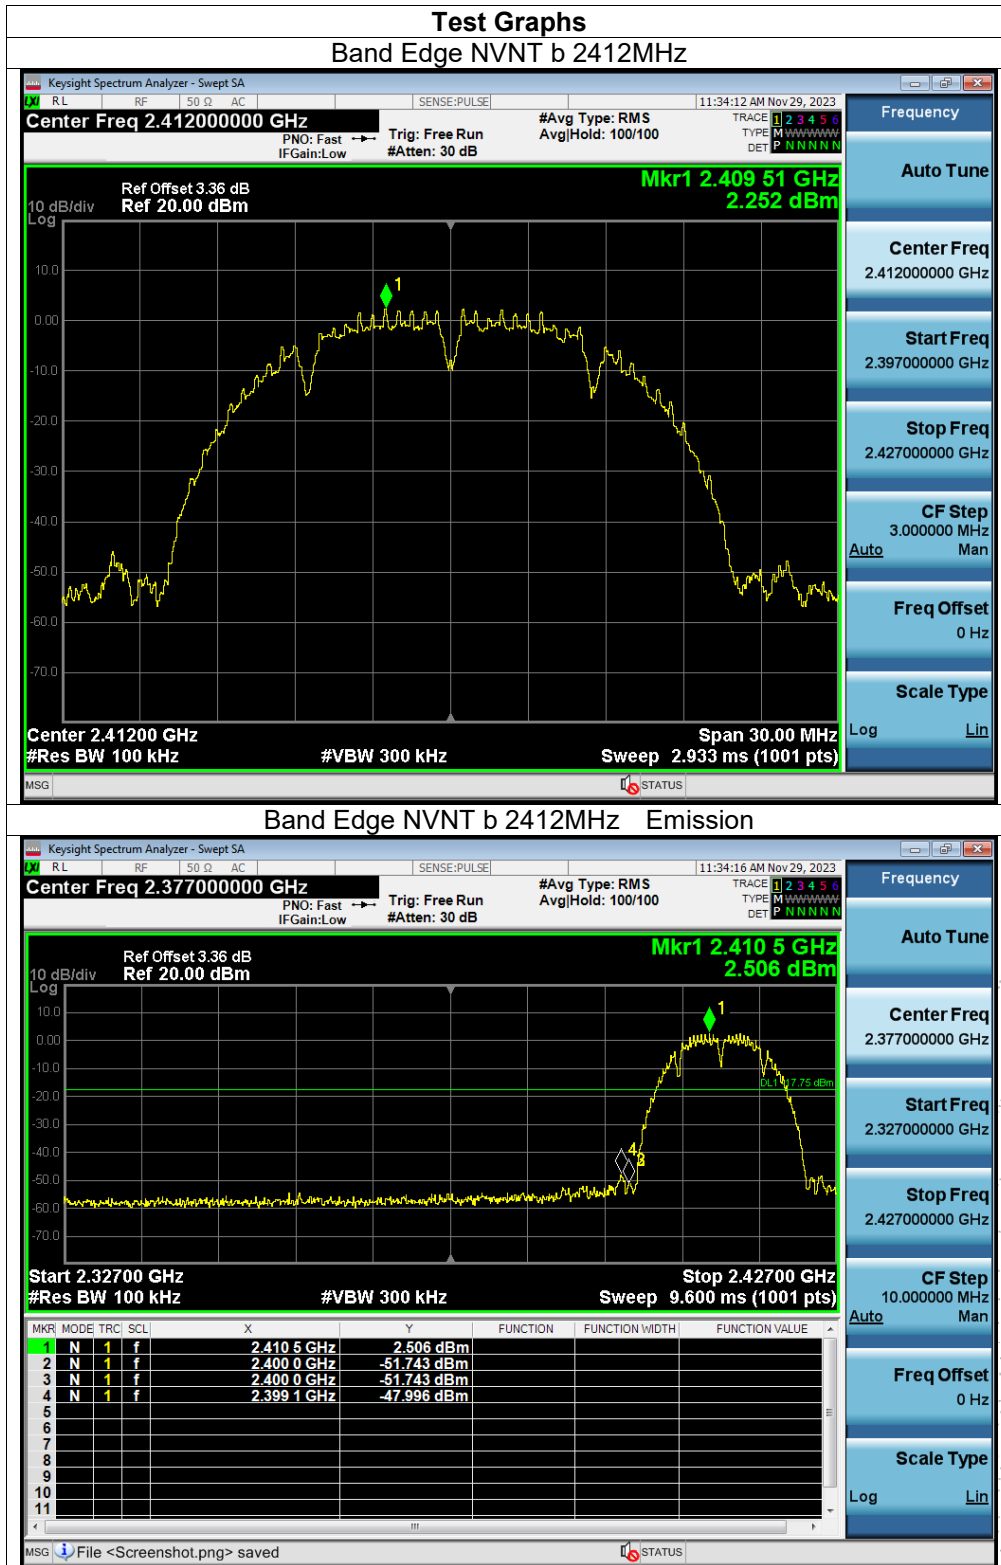 Test Graphs
Band Edge NVNT b 2412MHz
Keysight Spectrum Analyzer - Swept SA
LXI RL RF 50 Ω AC SENSE:PULSE 11:34:12 AM Nov 29, 2023
Center Freq 2.412000000 GHz
PNO: Fast
IFGain:Low
Trig: Free Run
#Atten: 30 dB
#Avg Type: RMS
Avg|Hold: 100/100
TRACE 1 2 3 4 5 6
TYPE M WWWWW
DET P N N N N N
Frequency
Auto Tune
Center Freq
2.412000000 GHz
Start Freq
2.397000000 GHz
Stop Freq
2.427000000 GHz
CF Step
3.000000 MHz
Auto Man
Freq Offset
0 Hz
Scale Type
Log Lin
Ref Offset 3.36 dB
10 dB/div Ref 20.00 dBm
Log
Mkr1 2.409 51 GHz
2.252 dBm
1
10.0
0.00
-10.0
-20.0
-30.0
-40.0
-50.0
-60.0
-70.0
Center 2.41200 GHz Span 30.00 MHz
#Res BW 100 kHz #VBW 300 kHz Sweep 2.933 ms (1001 pts)
MSG STATUS
Band Edge NVNT b 2412MHz Emission
Keysight Spectrum Analyzer - Swept SA
LXI RL RF 50 Ω AC SENSE:PULSE 11:34:16 AM Nov 29, 2023
Center Freq 2.377000000 GHz
PNO: Fast
IFGain:Low
Trig: Free Run
#Atten: 30 dB
#Avg Type: RMS
Avg|Hold: 100/100
TRACE 1 2 3 4 5 6
TYPE M WWWWW
DET P N N N N N
Frequency
Auto Tune
Center Freq
2.377000000 GHz
Start Freq
2.327000000 GHz
Stop Freq
2.427000000 GHz
CF Step
10.000000 MHz
Auto Man
Freq Offset
0 Hz
Scale Type
Log Lin
Ref Offset 3.36 dB
10 dB/div Ref 20.00 dBm
Log
Mkr1 2.410 5 GHz
2.506 dBm
1
10.0
0.00
-10.0
-20.0
-30.0
-40.0
-50.0
-60.0
-70.0
DL1 -17.75 dBm
4
Start 2.32700 GHz Stop 2.42700 GHz
#Res BW 100 kHz #VBW 300 kHz Sweep 9.600 ms (1001 pts)
MKR MODE TRC SCL X Y FUNCTION FUNCTION WIDTH FUNCTION VALUE
1 N 1 f 2.410 5 GHz 2.506 dBm
2 N 1 f 2.400 0 GHz -51.743 dBm
3 N 1 f 2.400 0 GHz -51.743 dBm
4 N 1 f 2.399 1 GHz -47.996 dBm
5
6
7
8
9
10
11
MSG File <Screenshot.png> saved STATUS